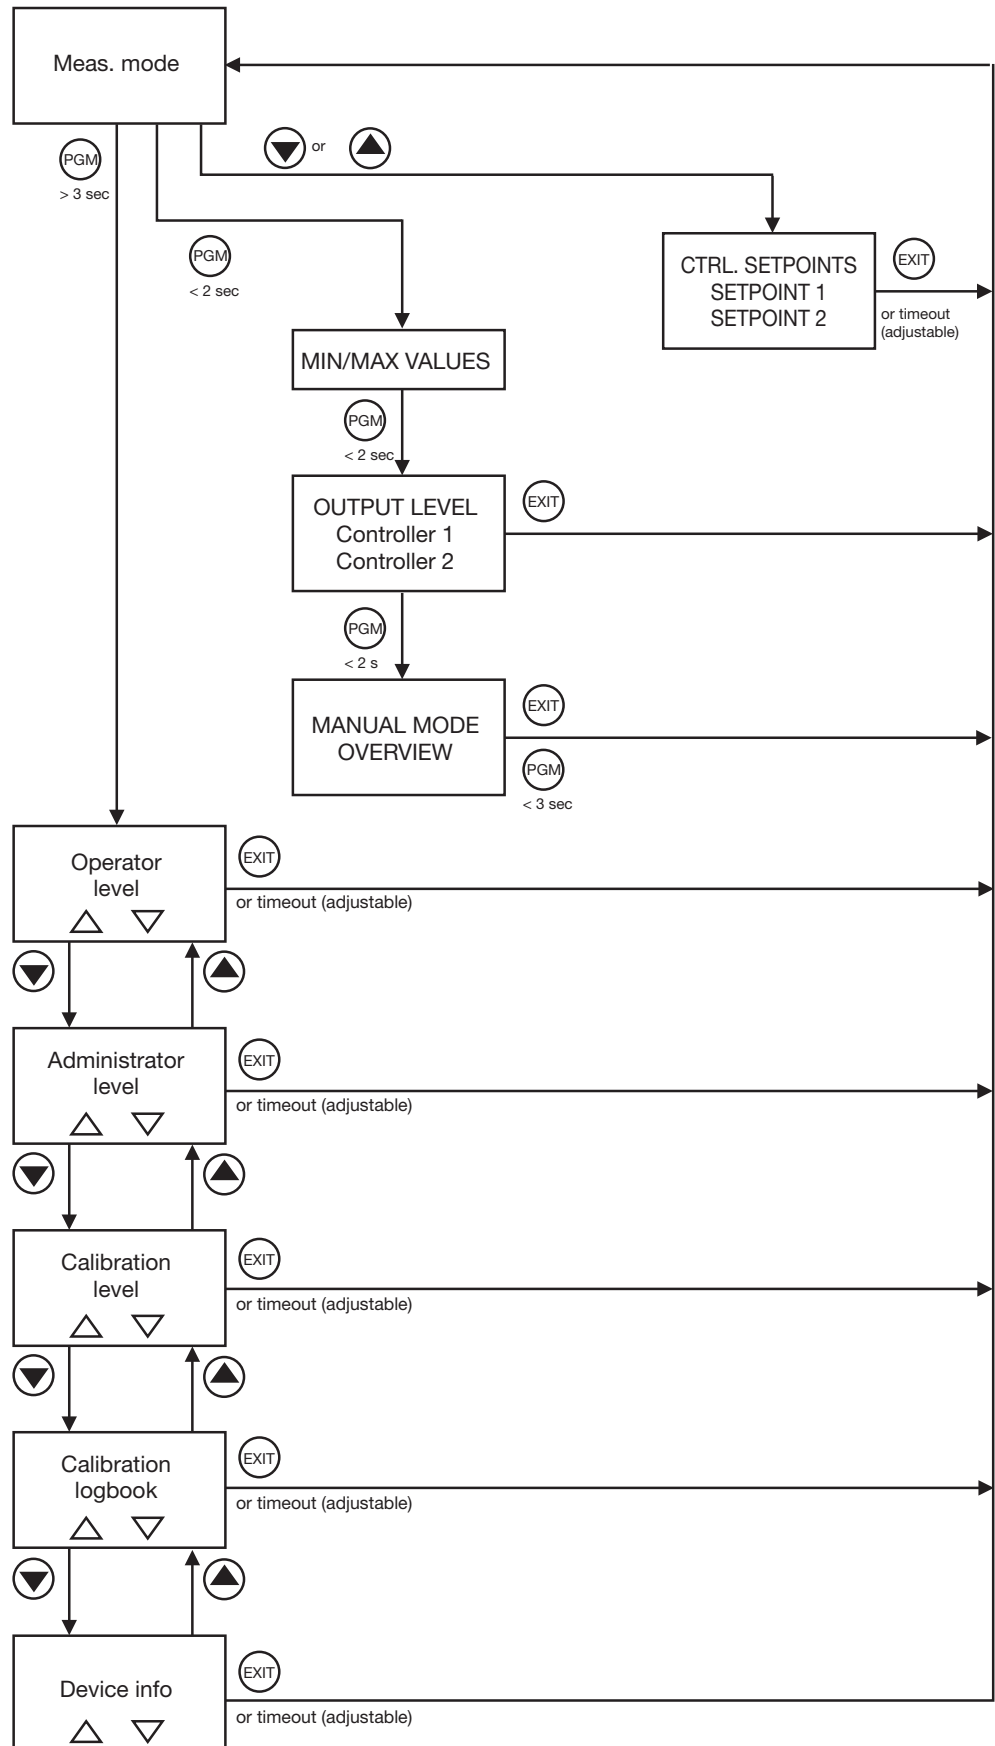 Meas. mode
PGM
> 3 sec
or
PGM
< 2 sec
CTRL. SETPOINTS
SETPOINT 1
SETPOINT 2
EXIT
or timeout
(adjustable)
MIN/MAX VALUES
PGM
< 2 sec
OUTPUT LEVEL
Controller 1
Controller 2
EXIT
PGM
< 2 s
MANUAL MODE
OVERVIEW
EXIT
PGM
< 3 sec
Operator
level
EXIT
or timeout (adjustable)
Administrator
level
EXIT
or timeout (adjustable)
Calibration
level
EXIT
or timeout (adjustable)
Calibration
logbook
EXIT
or timeout (adjustable)
Device info
EXIT
or timeout (adjustable)